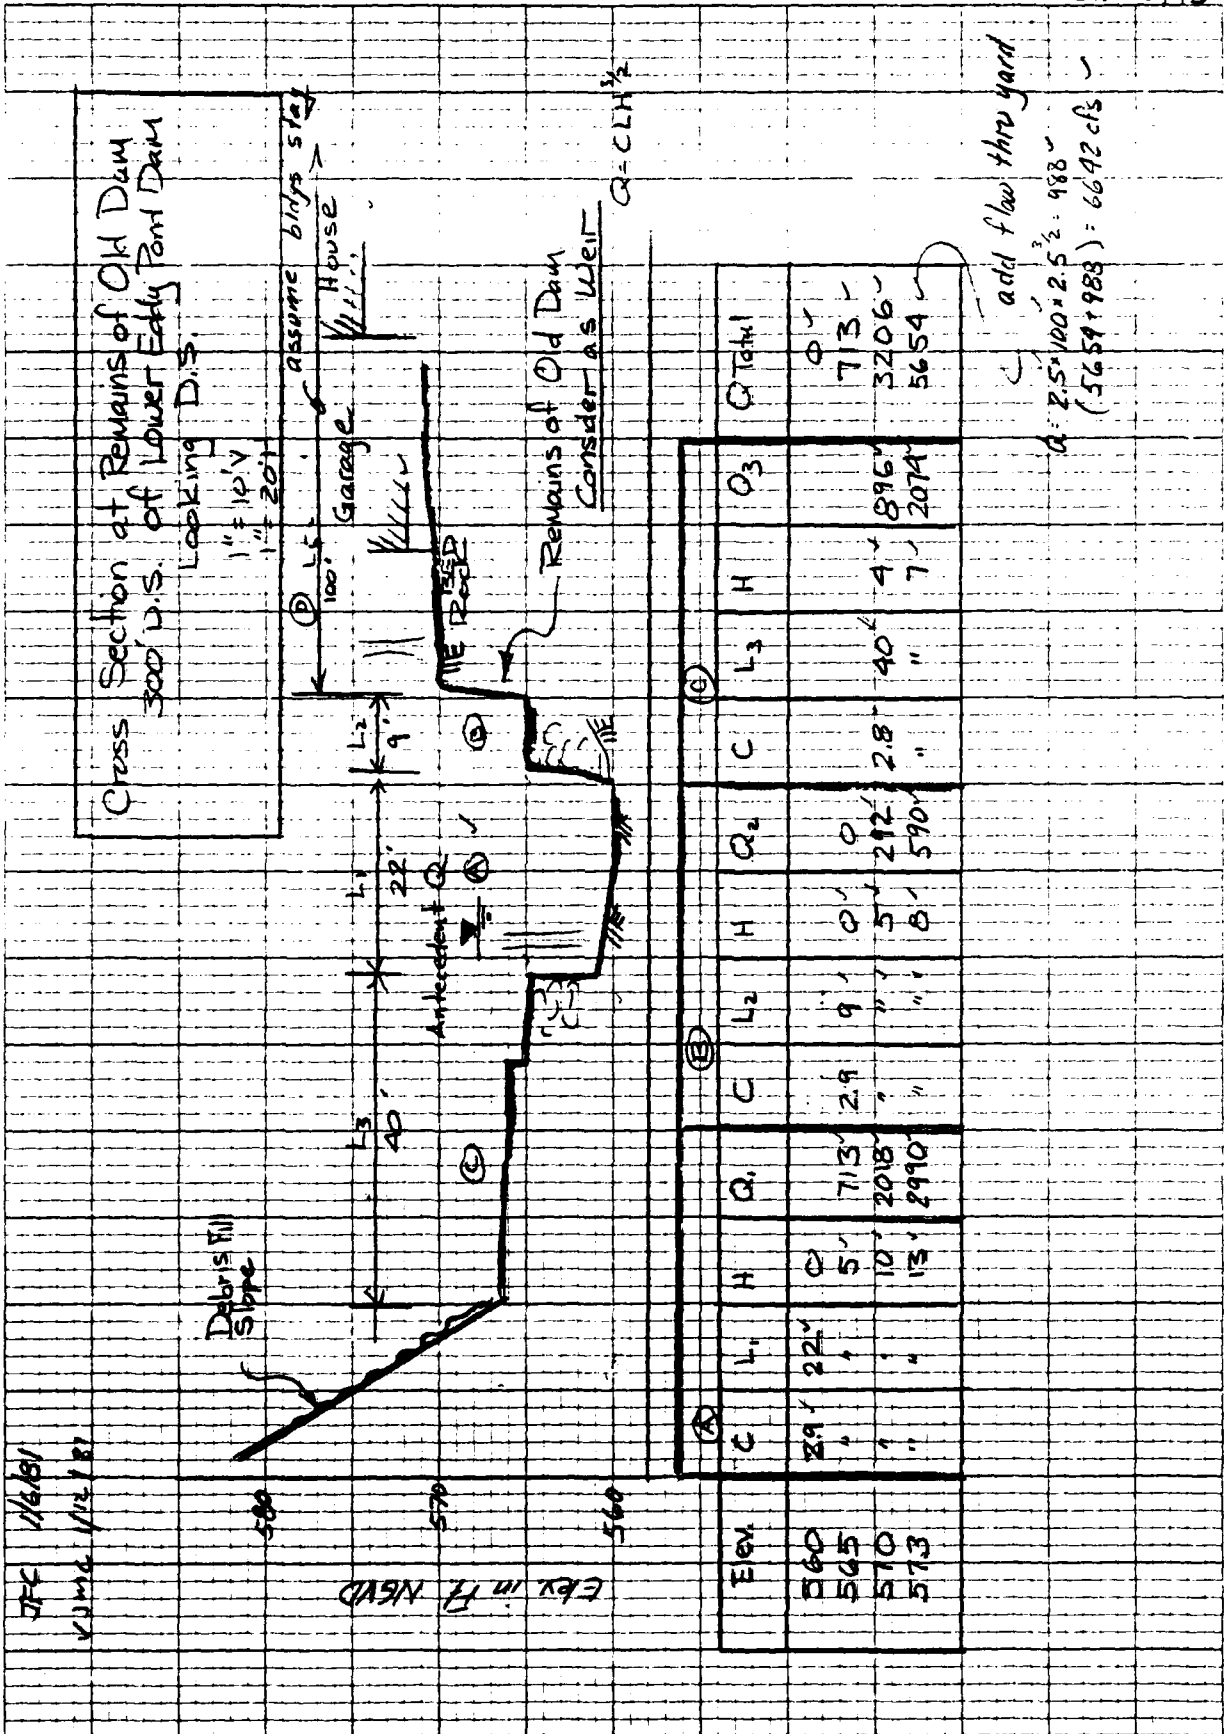 JFC 1/6/81
VJMC 1/12/81
Cross Section at Remains of Old Dam
300' D.S. of Lower Eddy Pond Dam
Looking D.S.
1" = 10' V
1" = 20' H
assume bldgs stay
Debris Fill
Slope
L3
40'
L1
22'
L2
9'
D
L5
100'
Garage
House
Antecedent Q
C
A
B
BED
Rock
Remains of Old Dam
Consider as Weir
Q = CLH 3/2
580
570
560
Elev in Ft NGVD
A B C
Elev. C L1 H Q1 C L2 H Q2 C L3 H Q3 Q Total
560 2.9 22 0 0
565 " " 5 713 2.9 9 0 0 713
570 " " 10 2018 " " 5 292 2.8 40 4 896 3206
573 " " 13 2990 " " 8 590 " " 7 2074 5654
add flow thru yard
Q = 2.5 x 100 x 2.5 3/2 = 988
(5654 + 988) = 6642 cfs